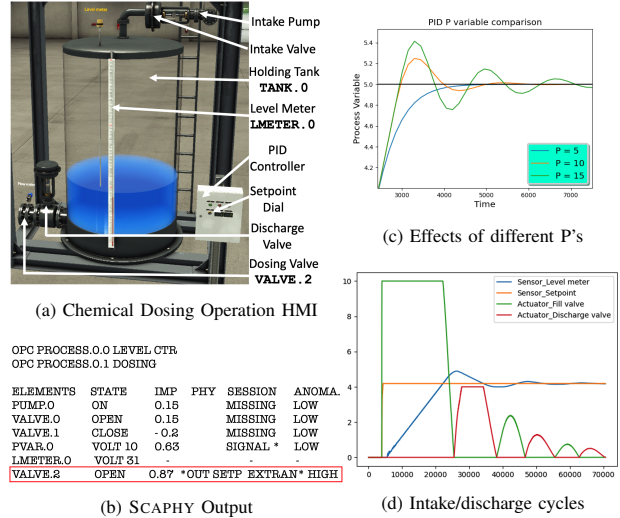 Intake Pump
Intake Valve
Holding Tank
TANK.0
Level Meter
LMETER.0
PID
Controller
Setpoint
Dial
Discharge
Valve
Dosing Valve
VALVE.2
(a) Chemical Dosing Operation HMI
OPC PROCESS.0.0 LEVEL CTR
OPC PROCESS.0.1 DOSING
ELEMENTS STATE IMP PHY SESSION ANOMA.
PUMP.0 ON 0.15 MISSING LOW
VALVE.0 OPEN 0.15 MISSING LOW
VALVE.1 CLOSE - 0.2 MISSING LOW
PVAR.0 VOLT 10 0.63 SIGNAL * LOW
LMETER.0 VOLT 31 - - -
VALVE.2 OPEN 0.87 *OUT SETP EXTRAN* HIGH
(b) SCAPHY Output
PID P variable comparison
Process Variable
5.4
5.2
5.0
4.8
4.6
4.4
4.2
P = 5
P = 10
P = 15
3000 4000 5000 6000 7000
Time
(c) Effects of different P's
Sensor_Level meter
Sensor_Setpoint
Actuator_Fill valve
Actuator_Discharge valve
10
8
6
4
2
0
0 10000 20000 30000 40000 50000 60000 70000
(d) Intake/discharge cycles